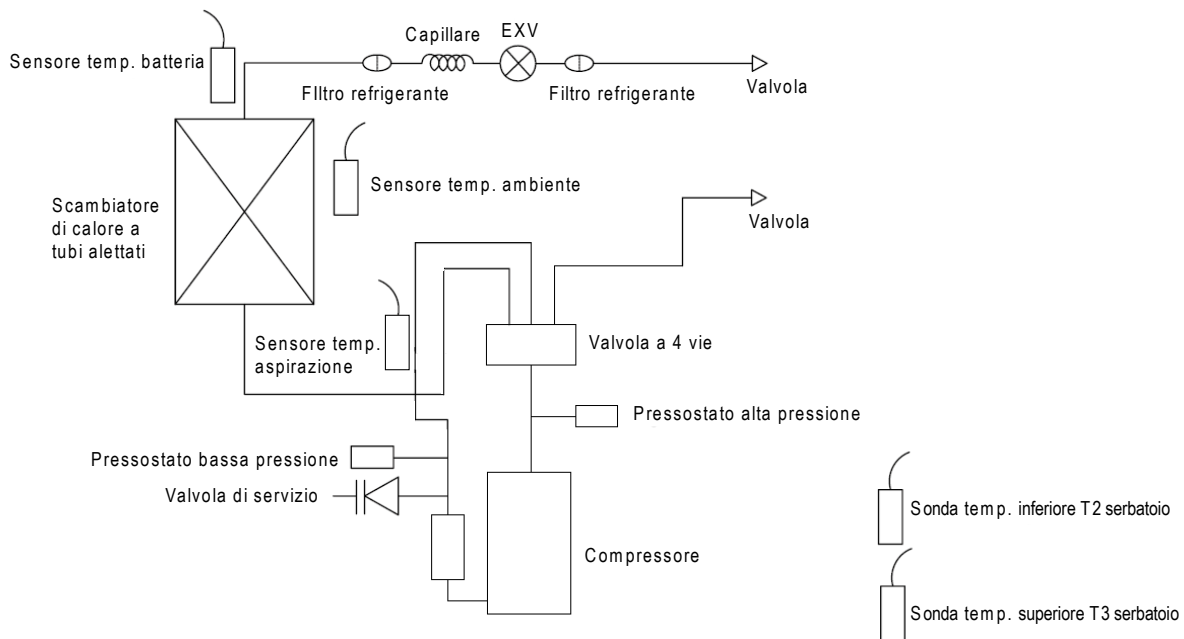 Capillare
EXV
Sensore temp. batteria
FIltro refrigerante
Filtro refrigerante
Valvola
Sensore temp. ambiente
Scambiatore
di calore a
tubi alettati
Valvola
Sensore temp.
aspirazione
Valvola a 4 vie
Pressostato alta pressione
Pressostato bassa pressione
Valvola di servizio
Sonda temp. inferiore T2 serbatoio
Compressore
Sonda temp. superiore T3 serbatoio